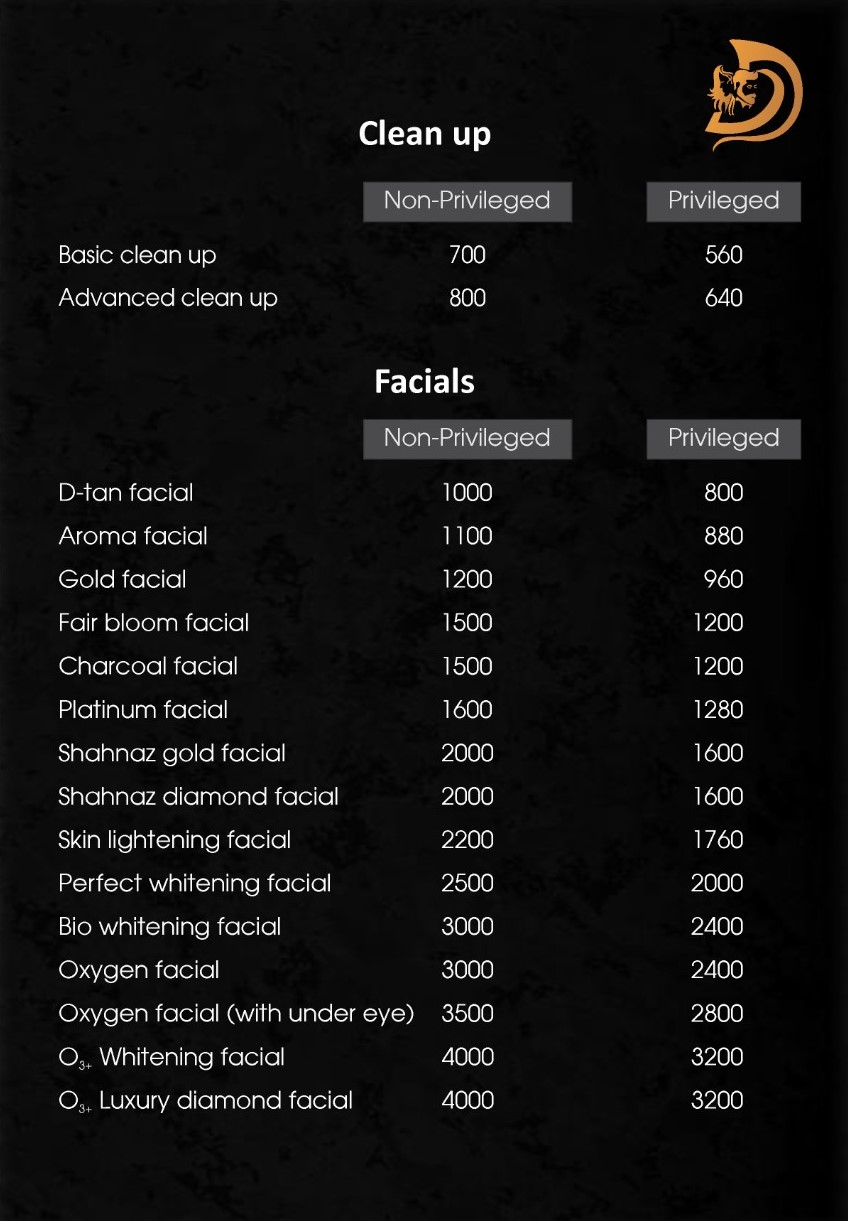 Clean up
Non-Privileged Privileged
Basic clean up 700 560
Advanced clean up 800 640
Facials
Non-Privileged Privileged
D-tan facial 1000 800
Aroma facial 1100 880
Gold facial 1200 960
Fair bloom facial 1500 1200
Charcoal facial 1500 1200
Platinum facial 1600 1280
Shahnaz gold facial 2000 1600
Shahnaz diamond facial 2000 1600
Skin lightening facial 2200 1760
Perfect whitening facial 2500 2000
Bio whitening facial 3000 2400
Oxygen facial 3000 2400
Oxygen facial (with under eye) 3500 2800
O₃₊ Whitening facial 4000 3200
O₃₊ Luxury diamond facial 4000 3200